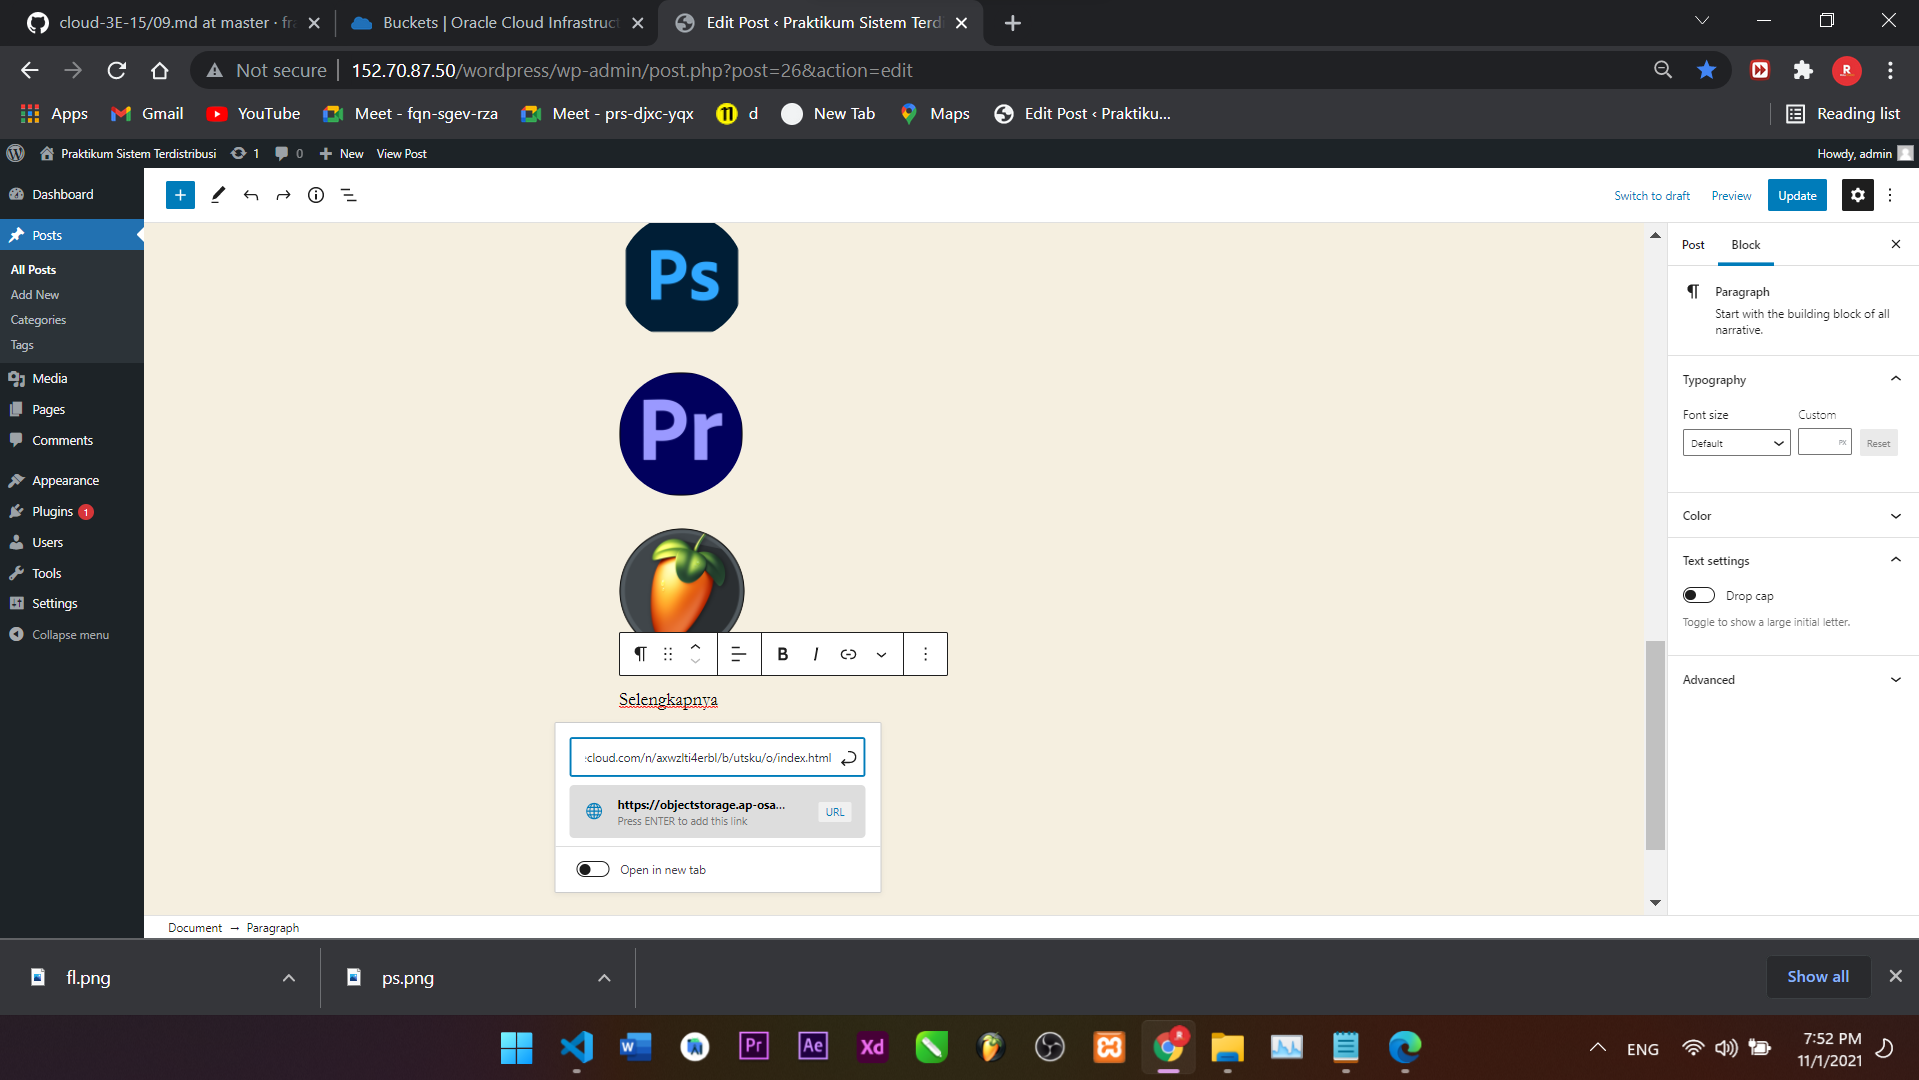 cloud-3E-15/09.md at master · fr
Buckets | Oracle Cloud Infrastruct
Edit Post ‹ Praktikum Sistem Terdi
Not secure
152.70.87.50/wordpress/wp-admin/post.php?post=26&action=edit
R
Apps
Gmail
YouTube
Meet - fqn-sgev-rza
Meet - prs-djxc-yqx
d
New Tab
Maps
Edit Post ‹ Praktiku...
Reading list
Praktikum Sistem Terdistribusi
1
0
New
View Post
Howdy, admin
Dashboard
Posts
All Posts
Add New
Categories
Tags
Media
Pages
Comments
Appearance
Plugins 1
Users
Tools
Settings
Collapse menu
Switch to draft
Preview
Update
Ps
Pr
B
I
Selengkapnya
cloud.com/n/axwzlti4erbl/b/utsku/o/index.html
https://objectstorage.ap-osa...
Press ENTER to add this link
URL
Open in new tab
Post
Block
Paragraph
Start with the building block of all
narrative.
Typography
Font size
Custom
Default
PX
Reset
Color
Text settings
Drop cap
Toggle to show a large initial letter.
Advanced
Document → Paragraph
fl.png
ps.png
Show all
W
Pr
Ae
Xd
R
ENG
7:52 PM
11/1/2021